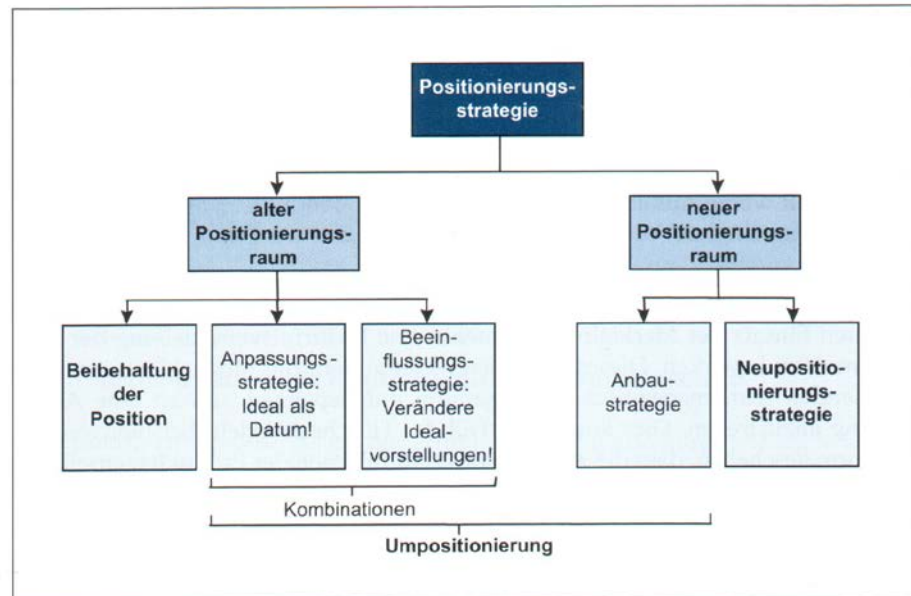 Positionierungs-
strategie
alter
Positionierungs-
raum
neuer
Positionierungs-
raum
Beibehaltung
der
Position
Anpassungs-
strategie:
Ideal als
Datum!
Beein-
flussungs-
strategie:
Verändere
Ideal-
vorstellungen!
Anbau-
strategie
Neupositio-
nierungs-
strategie
Kombinationen
Umpositionierung